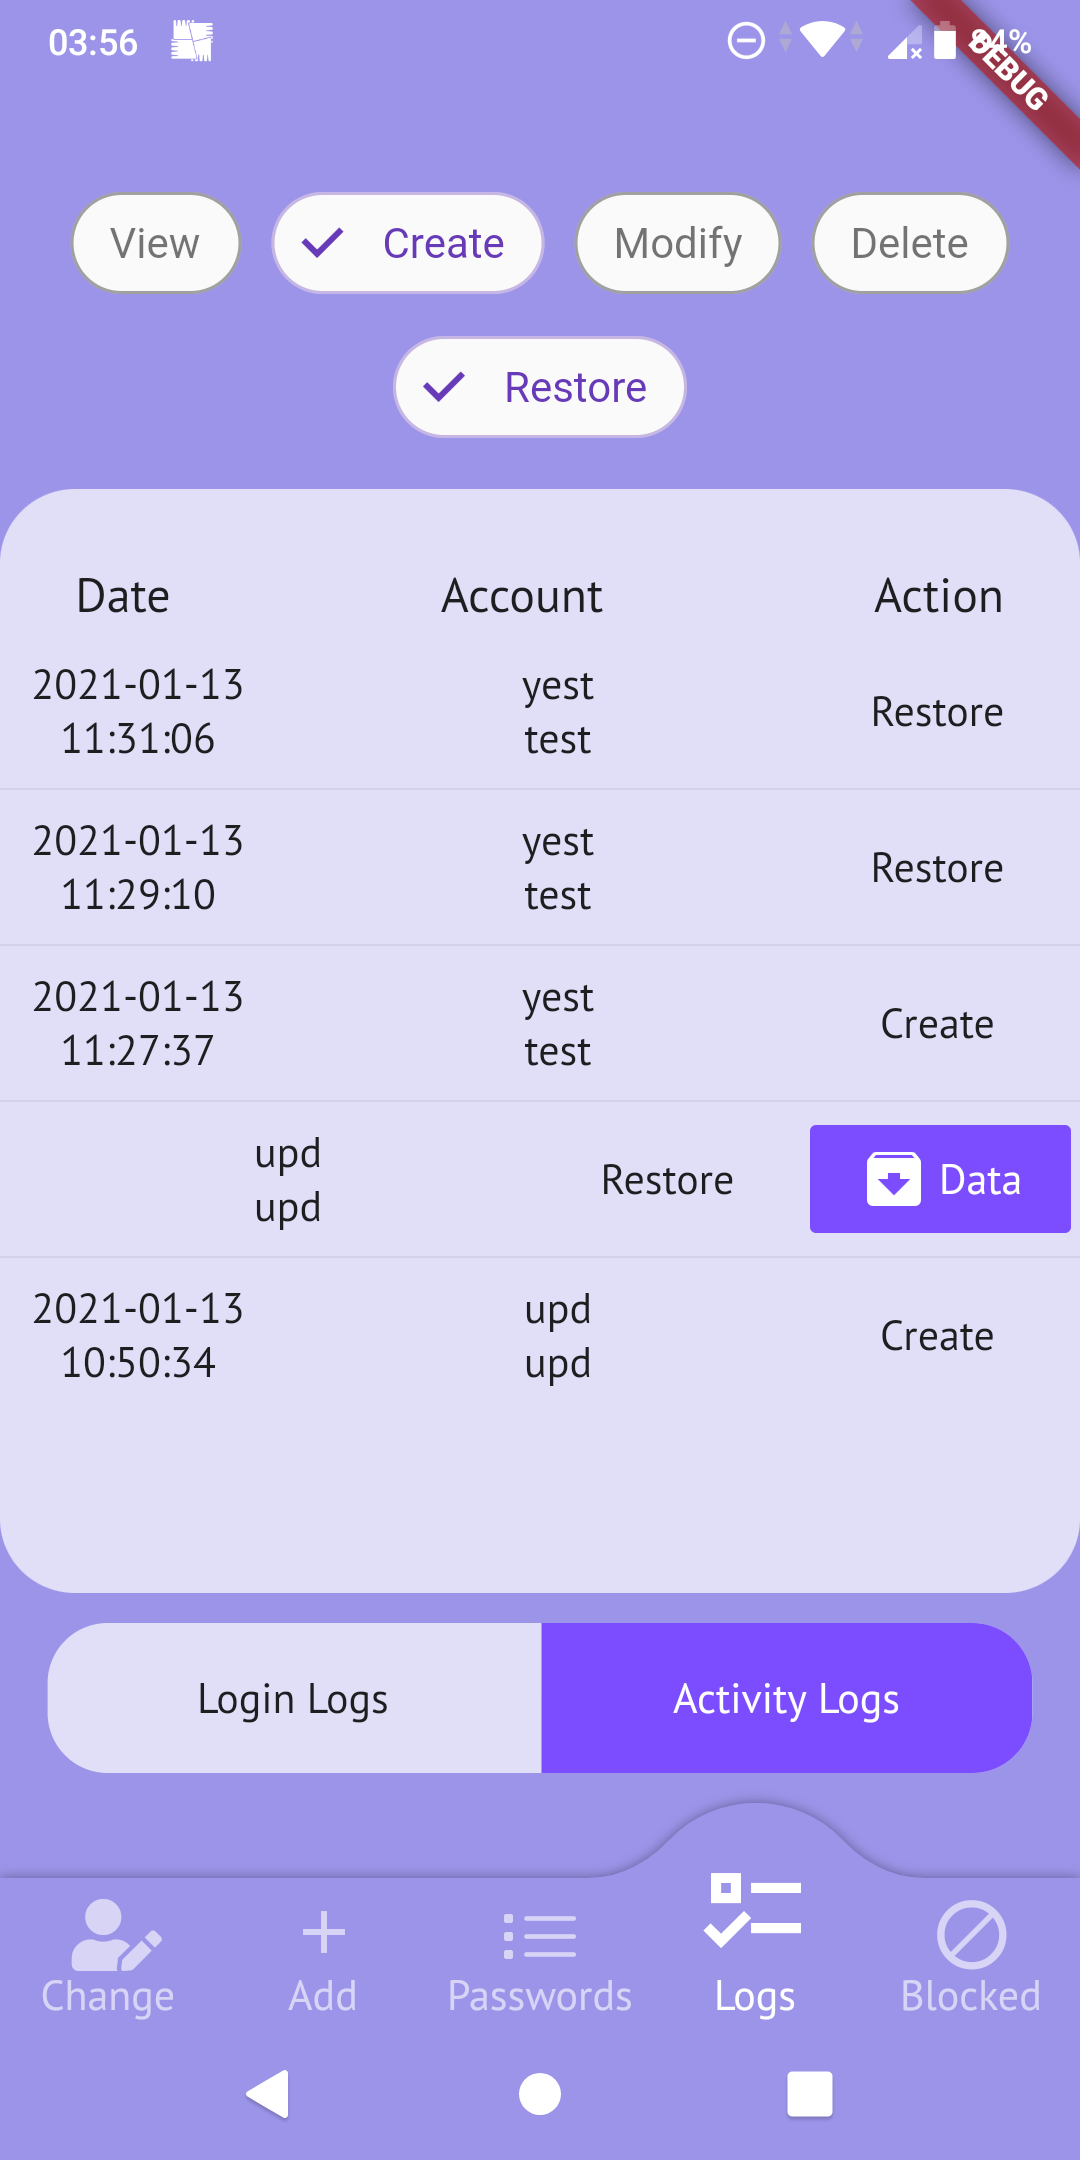 03:56
DEBUG
View Create Modify Delete
Restore
Date Account Action
2021-01-13 yest
11:31:06 test Restore
2021-01-13 yest
11:29:10 test Restore
2021-01-13 yest
11:27:37 test Create
upd
upd Restore Data
2021-01-13 upd
10:50:34 upd Create
Login Logs Activity Logs
Change Add Passwords Logs Blocked